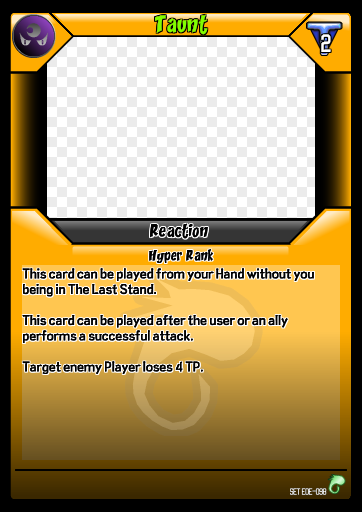 Taunt
2
Reaction
Hyper Rank
This card can be played from your Hand without you
being in The Last Stand.
This card can be played after the user or an ally
performs a successful attack.
Target enemy Player loses 4 TP.
SET EOE-098